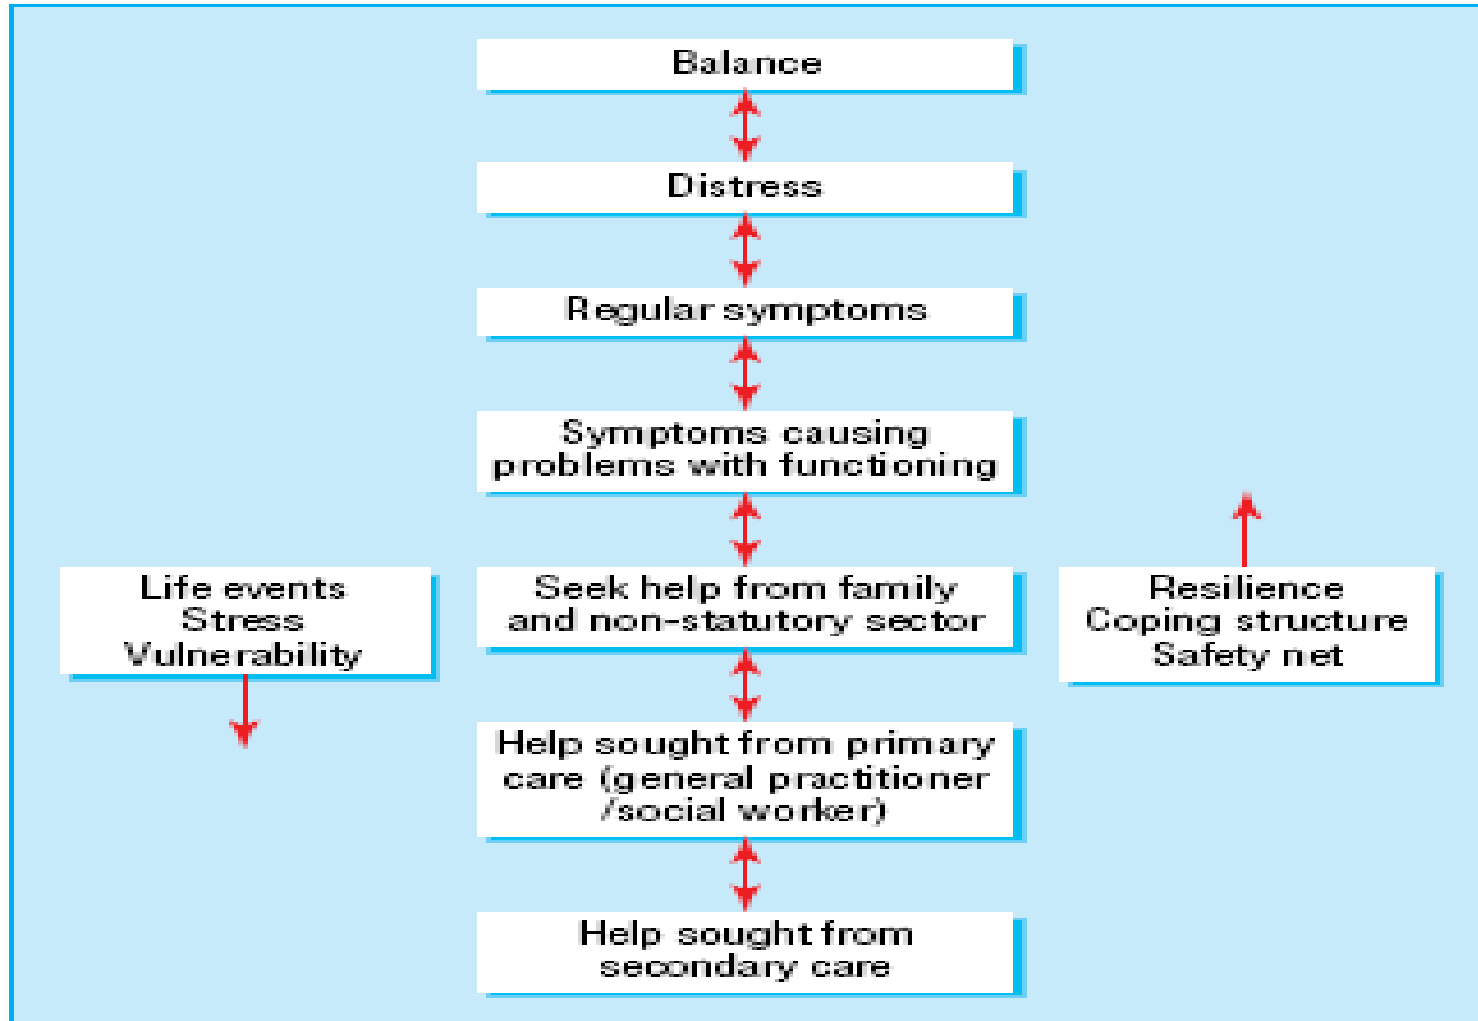 Balance
Distress
Regular symptoms
Symptoms causing
problems with functioning
Life events
Stress
Vulnerability
Seek help from family
and non-statutory sector
Resilience
Coping structure
Safety net
Help sought from primary
care (general practitioner
/social worker)
Help sought from
secondary care